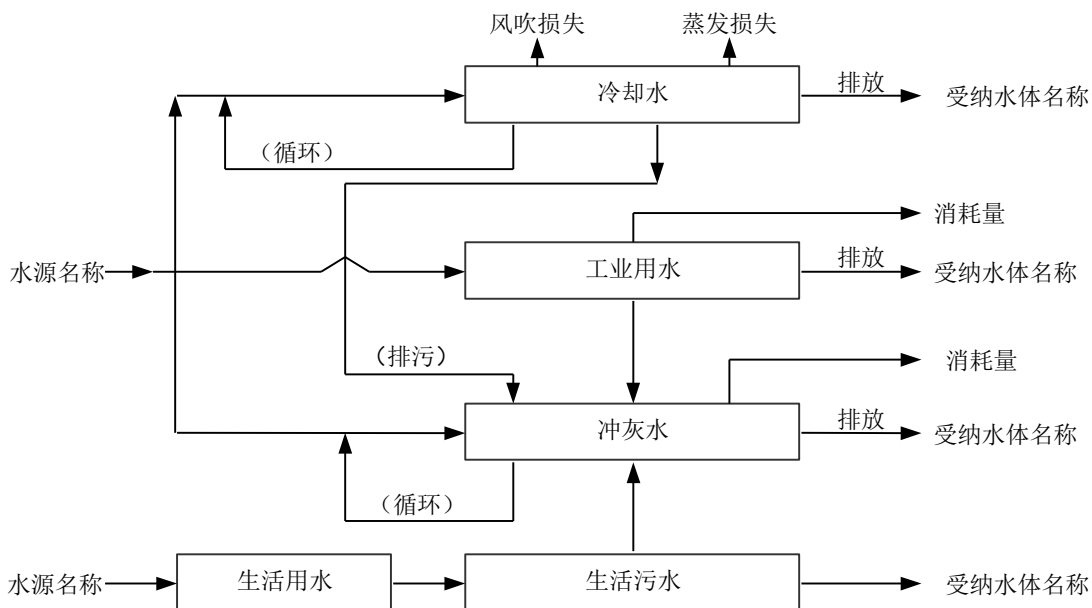 风吹损失
蒸发损失
冷却水
排放
受纳水体名称
（循环）
消耗量
水源名称
工业用水
排放
受纳水体名称
（排污）
消耗量
冲灰水
排放
受纳水体名称
（循环）
水源名称
生活用水
生活污水
受纳水体名称